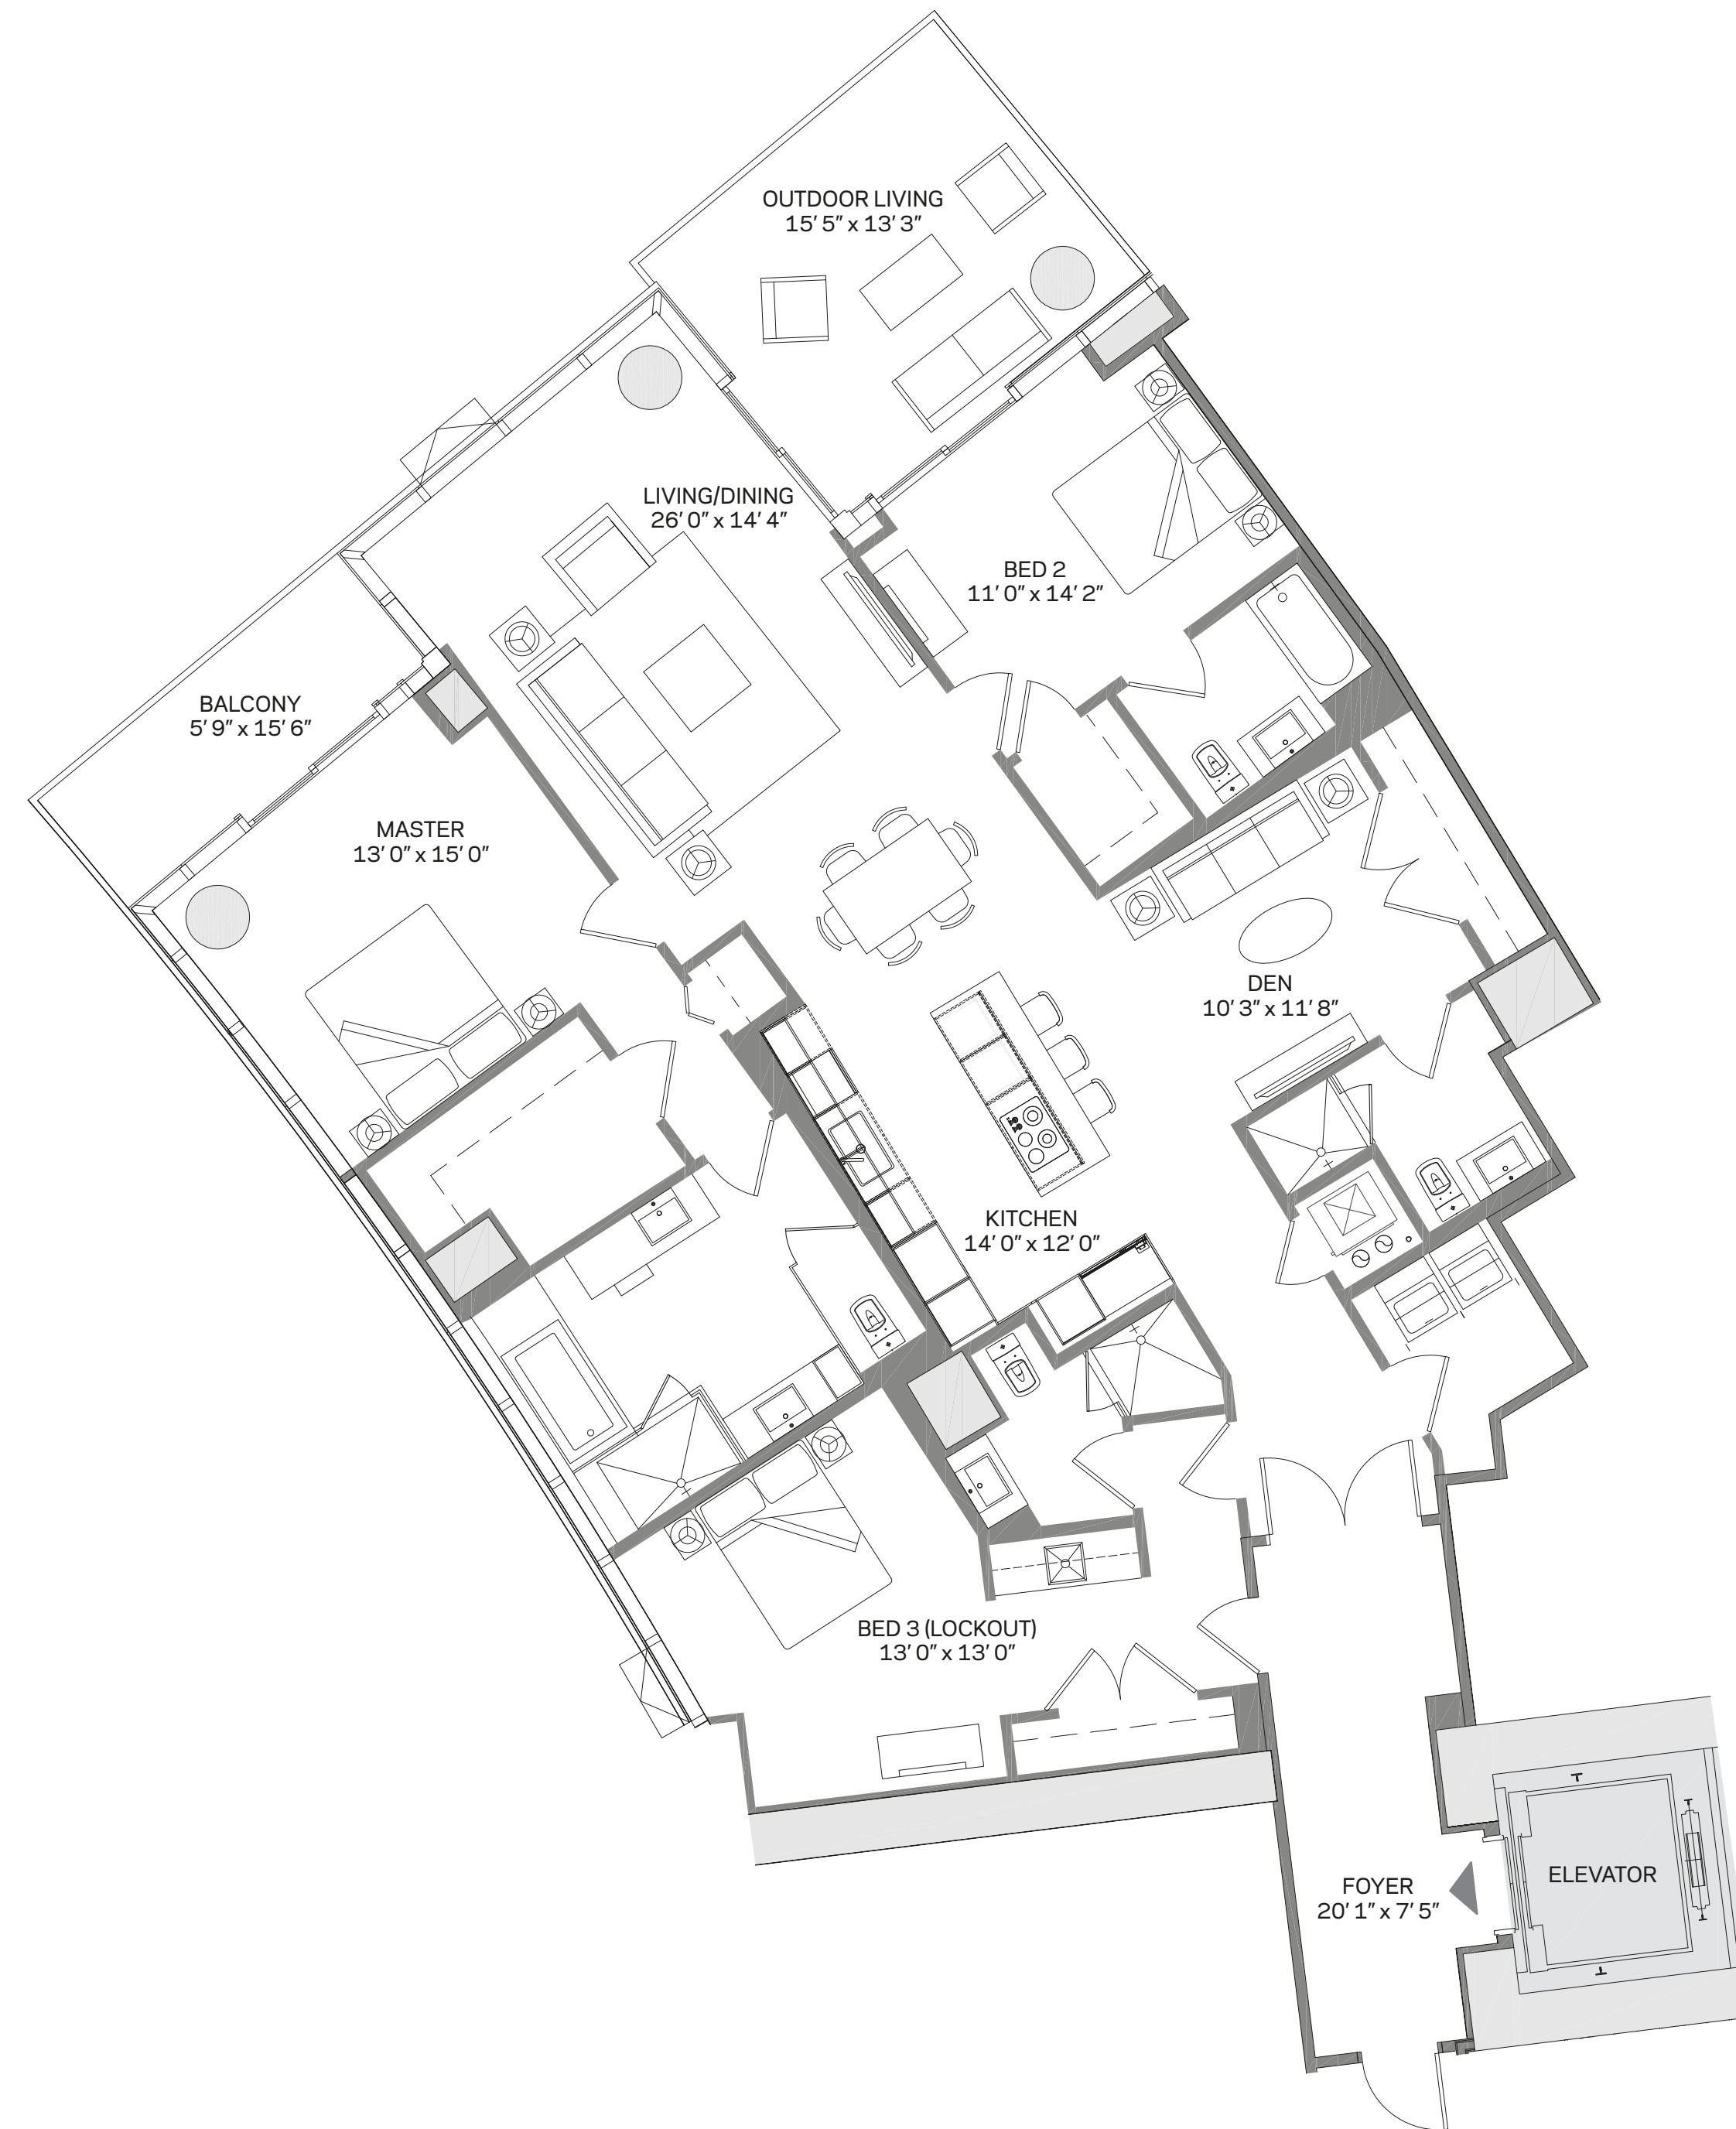 OUTDOOR LIVING
15’ 5” x 13’ 3”
LIVING/DINING
26’ 0” x 14’ 4”
BED 2
11’ 0” x 14’ 2”
BALCONY
5’ 9” x 15’ 6”
MASTER
13’ 0” x 15’ 0”
DEN
10’ 3” x 11’ 8”
KITCHEN
14’ 0” x 12’ 0”
BED 3 (LOCKOUT)
13’ 0” x 13’ 0”
ELEVATOR
FOYER
20’ 1” x 7’ 5”